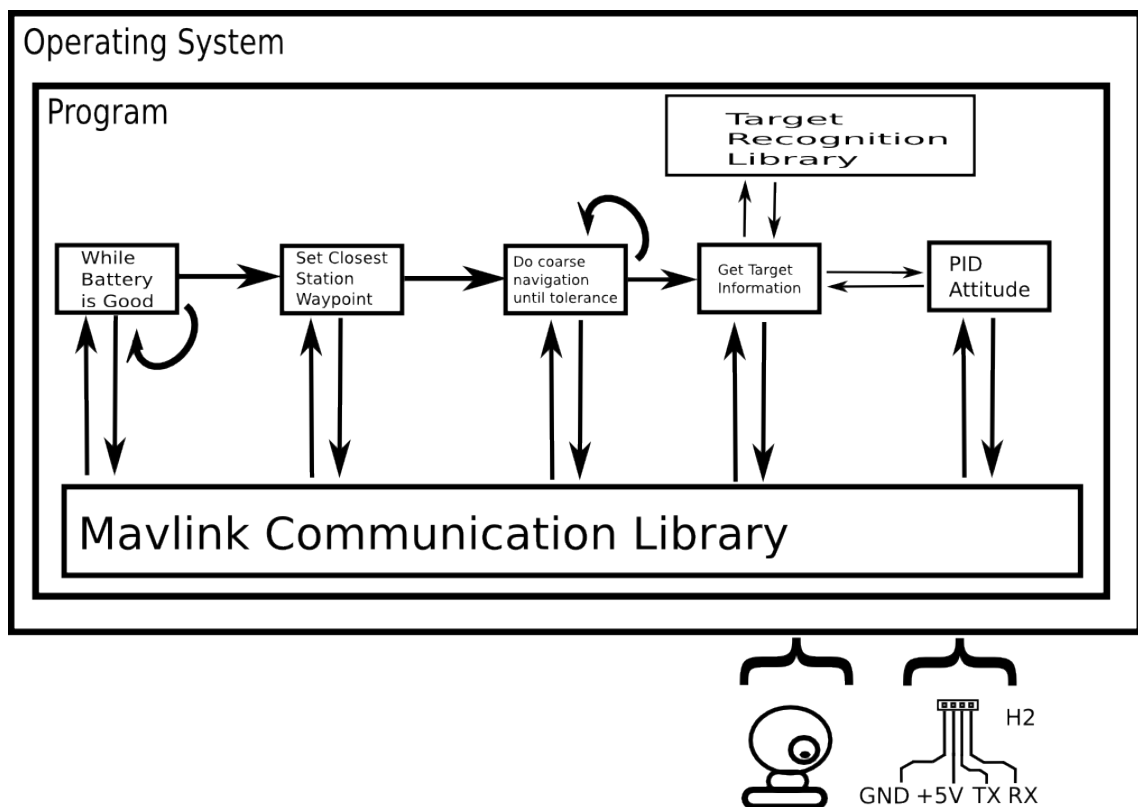 Operating System
Program
Target
Recognition
Library
While
Battery
is Good
Set Closest
Station
Waypoint
Do coarse
navigation
until tolerance
Get Target
Information
PID
Attitude
Mavlink Communication Library
H2
GND +5V TX RX